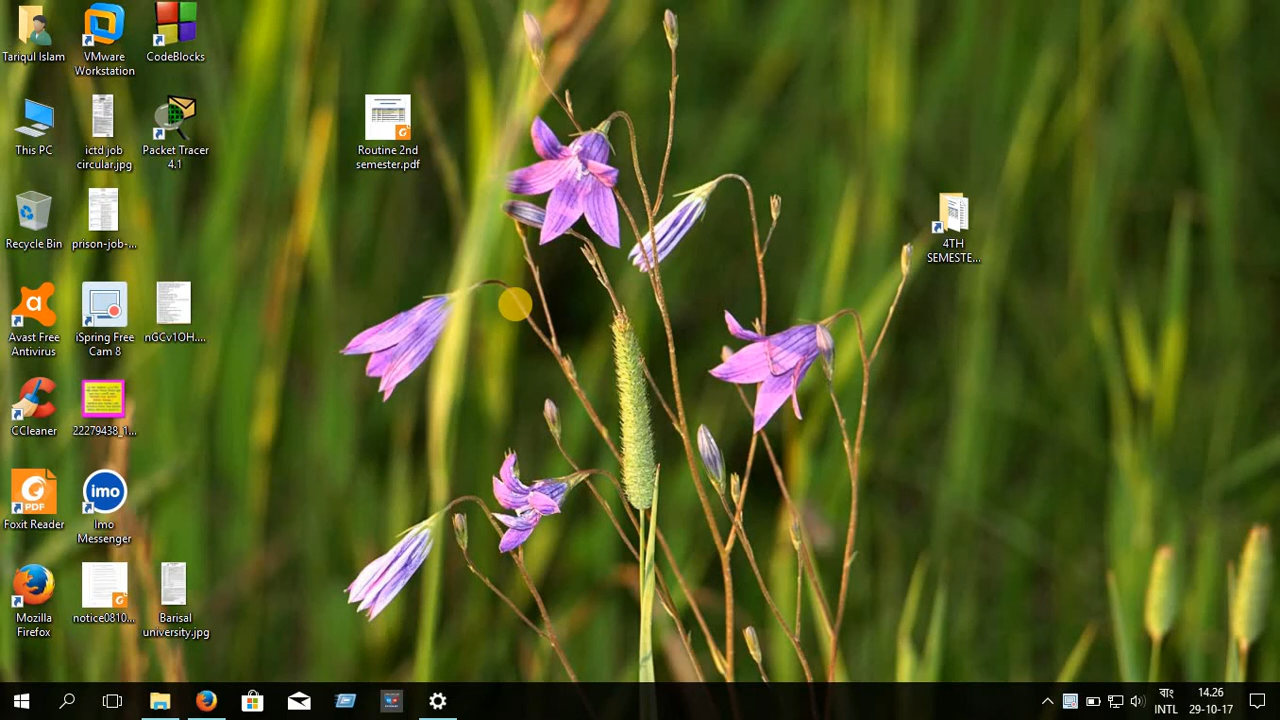 Tariqul Islam
VMware
Workstation
CodeBlocks
This PC
ictd job
circular.jpg
Packet Tracer
4.1
Routine 2nd
semester.pdf
Recycle Bin
prison-job-...
4TH
SEMESTE...
Avast Free
Antivirus
iSpring Free
Cam 8
nGCv1OH....
CCleaner
22279438_1...
PDF
Foxit Reader
imo
Imo
Messenger
Mozilla
Firefox
notice0810...
Barisal
university.jpg
বাং
INTL
14.26
29-10-17